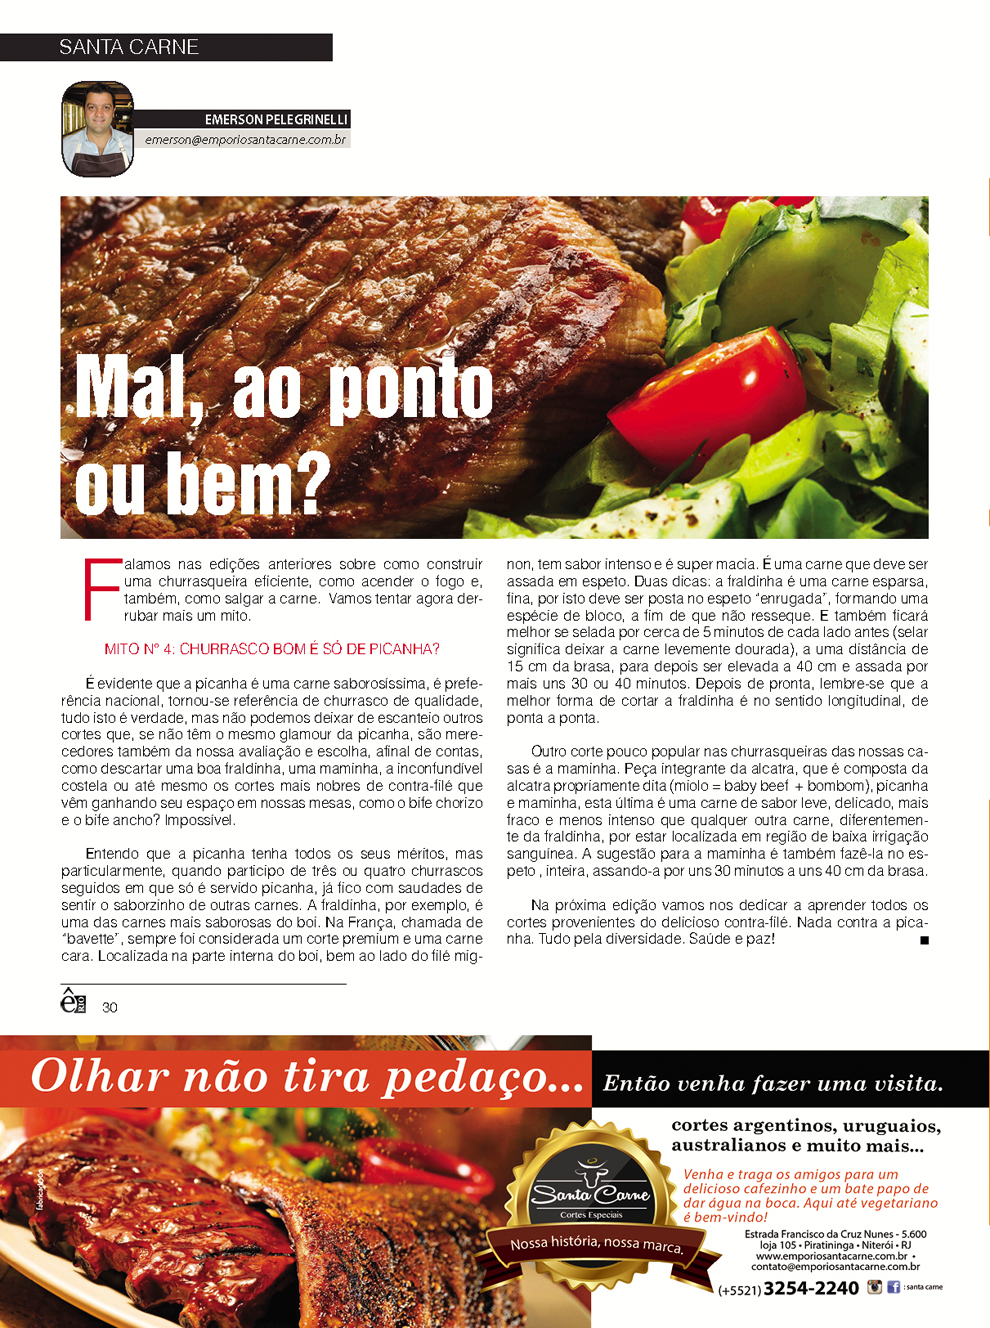 SANTA CARNE
EMERSON PELEGRINELLI
emerson@emporiosantacarne.com.br
Mal, ao ponto
ou bem?
Falamos nas edições anteriores sobre como construir
uma churrasqueira eficiente, como acender o fogo e,
também, como salgar a carne. Vamos tentar agora der-
rubar mais um mito.
MITO Nº 4: CHURRASCO BOM É SÓ DE PICANHA?
É evidente que a picanha é uma carne saborosíssima, é prefe-
rência nacional, tornou-se referência de churrasco de qualidade,
tudo isto é verdade, mas não podemos deixar de escanteio outros
cortes que, se não têm o mesmo glamour da picanha, são mere-
cedores também da nossa avaliação e escolha, afinal de contas,
como descartar uma boa fraldinha, uma maminha, a inconfundível
costela ou até mesmo os cortes mais nobres de contra-filé que
vêm ganhando seu espaço em nossas mesas, como o bife chorizo
e o bife ancho? Impossível.
Entendo que a picanha tenha todos os seus méritos, mas
particularmente, quando participo de três ou quatro churrascos
seguidos em que só é servido picanha, já fico com saudades de
sentir o saborzinho de outras carnes. A fraldinha, por exemplo, é
uma das carnes mais saborosas do boi. Na França, chamada de
“bavette”, sempre foi considerada um corte premium e uma carne
cara. Localizada na parte interna do boi, bem ao lado do filé mig-
non, tem sabor intenso e é super macia. É uma carne que deve ser
assada em espeto. Duas dicas: a fraldinha é uma carne esparsa,
fina, por isto deve ser posta no espeto “enrugada”, formando uma
espécie de bloco, a fim de que não resseque. E também ficará
melhor se selada por cerca de 5 minutos de cada lado antes (selar
significa deixar a carne levemente dourada), a uma distância de
15 cm da brasa, para depois ser elevada a 40 cm e assada por
mais uns 30 ou 40 minutos. Depois de pronta, lembre-se que a
melhor forma de cortar a fraldinha é no sentido longitudinal, de
ponta a ponta.
Outro corte pouco popular nas churrasqueiras das nossas ca-
sas é a maminha. Peça integrante da alcatra, que é composta da
alcatra propriamente dita (miolo = baby beef + bombom), picanha
e maminha, esta última é uma carne de sabor leve, delicado, mais
fraco e menos intenso que qualquer outra carne, diferentemen-
te da fraldinha, por estar localizada em região de baixa irrigação
sanguínea. A sugestão para a maminha é também fazê-la no es-
peto , inteira, assando-a por uns 30 minutos a uns 40 cm da brasa.
Na próxima edição vamos nos dedicar a aprender todos os
cortes provenientes do delicioso contra-filé. Nada contra a pica-
nha. Tudo pela diversidade. Saúde e paz!
ê RIO 30
Olhar não tira pedaço... Então venha fazer uma visita.
cortes argentinos, uruguaios,
australianos e muito mais...
Venha e traga os amigos para um
delicioso cafezinho e um bate papo de
dar água na boca. Aqui até vegetariano
é bem-vindo!
Santa Carne
Cortes Especiais
Nossa história, nossa marca.
Estrada Francisco da Cruz Nunes - 5.600
loja 105 • Piratininga • Niterói • RJ
www.emporiosantacarne.com.br •
contato@emporiosantacarne.com.br
(+5521) 3254-2240 f : santa carne